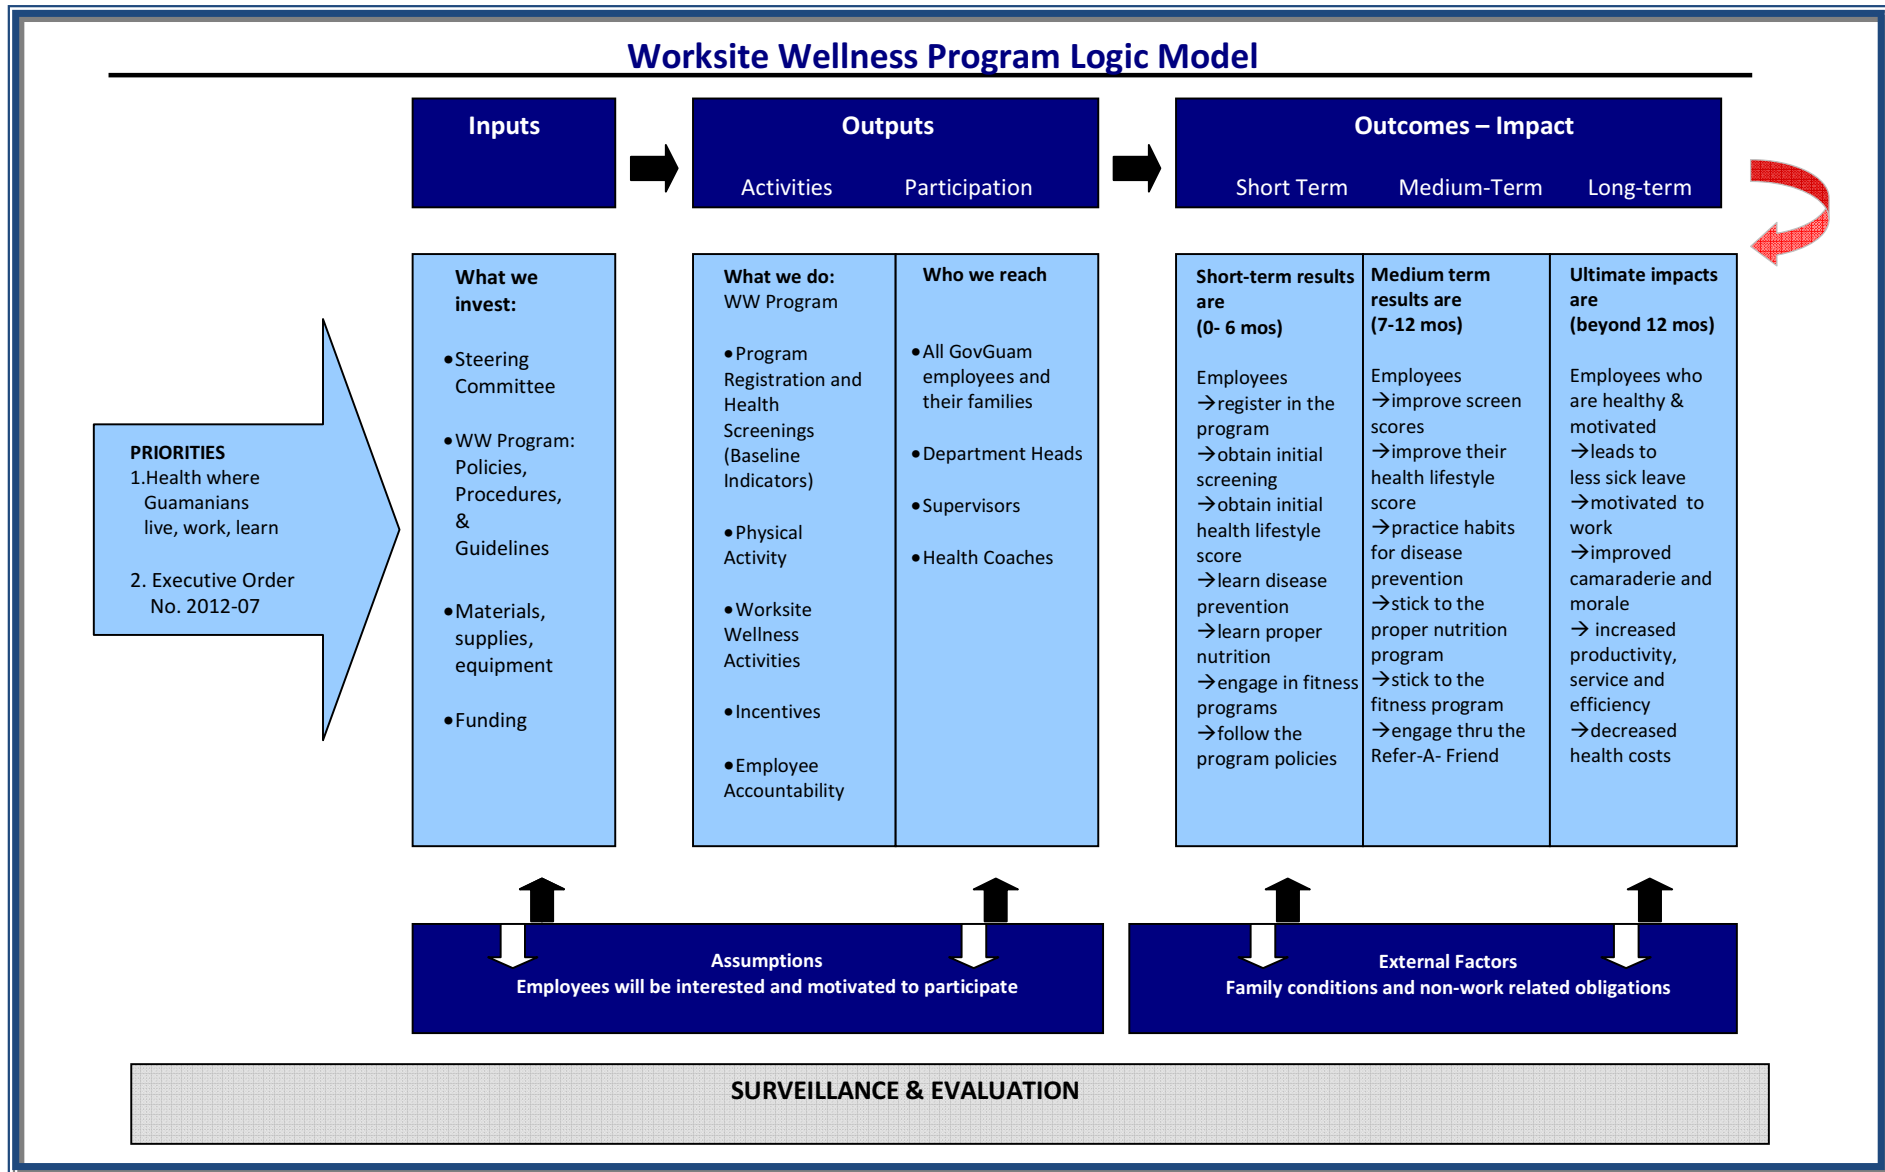 Worksite Wellness Program Logic Model
Inputs
Outputs
Activities Participation
Outcomes – Impact
Short Term Medium-Term Long-term
PRIORITIES
1.Health where
Guamanians
live, work, learn
2. Executive Order
No. 2012-07
What we
invest:
•Steering
Committee
•WW Program:
Policies,
Procedures,
&
Guidelines
•Materials,
supplies,
equipment
•Funding
What we do:
WW Program
•Program
Registration and
Health
Screenings
(Baseline
Indicators)
•Physical
Activity
•Worksite
Wellness
Activities
•Incentives
•Employee
Accountability
Who we reach
•All GovGuam
employees and
their families
•Department Heads
•Supervisors
•Health Coaches
Short-term results
are
(0- 6 mos)
Employees
→register in the
program
→obtain initial
screening
→obtain initial
health lifestyle
score
→learn disease
prevention
→learn proper
nutrition
→engage in fitness
programs
→follow the
program policies
Medium term
results are
(7-12 mos)
Employees
→improve screen
scores
→improve their
health lifestyle
score
→practice habits
for disease
prevention
→stick to the
proper nutrition
program
→stick to the
fitness program
→engage thru the
Refer-A- Friend
Ultimate impacts
are
(beyond 12 mos)
Employees who
are healthy &
motivated
→leads to
less sick leave
→motivated to
work
→improved
camaraderie and
morale
→ increased
productivity,
service and
efficiency
→decreased
health costs
Assumptions
Employees will be interested and motivated to participate
External Factors
Family conditions and non-work related obligations
SURVEILLANCE & EVALUATION